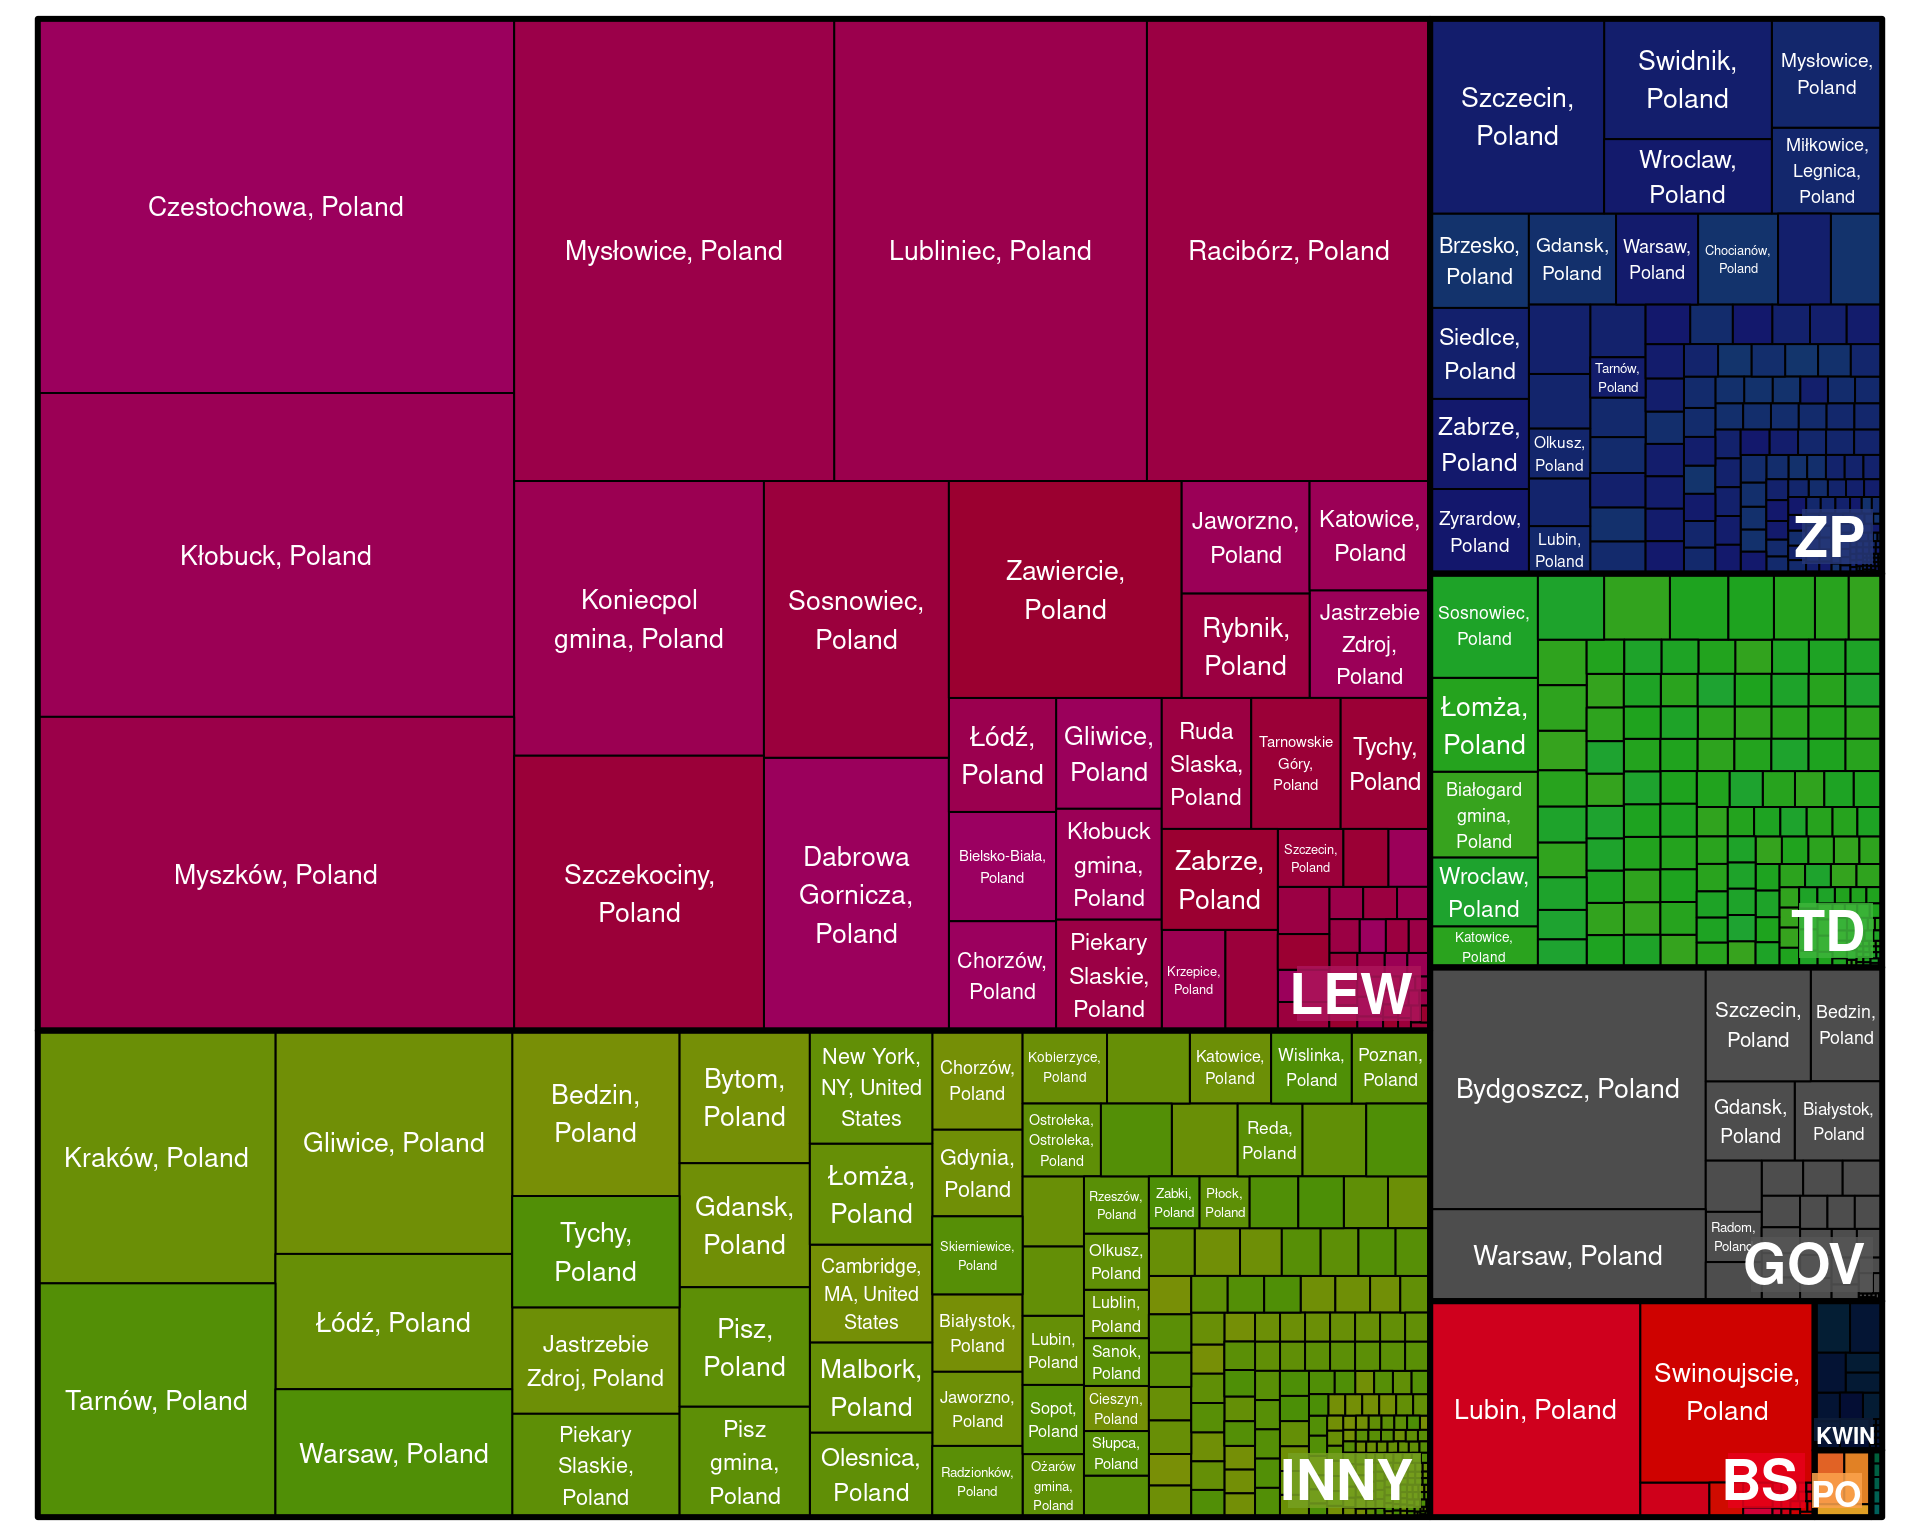 Czestochowa, Poland
Kłobuck, Poland
Myszków, Poland
Mysłowice, Poland
Lubliniec, Poland
Racibórz, Poland
Koniecpol
gmina, Poland
Szczekociny,
Poland
Sosnowiec,
Poland
Dabrowa
Gornicza,
Poland
Zawiercie,
Poland
Jaworzno,
Poland
Katowice,
Poland
Rybnik,
Poland
Jastrzebie
Zdroj,
Poland
Łódź,
Poland
Bielsko-Biała,
Poland
Chorzów,
Poland
Gliwice,
Poland
Kłobuck
gmina,
Poland
Piekary
Slaskie,
Poland
Ruda
Slaska,
Poland
Tarnowskie
Góry,
Poland
Tychy,
Poland
Zabrze,
Poland
Szczecin,
Poland
Krzepice,
Poland
LEW
Kraków, Poland
Tarnów, Poland
Gliwice, Poland
Łódź, Poland
Warsaw, Poland
Bedzin,
Poland
Tychy,
Poland
Jastrzebie
Zdroj, Poland
Piekary
Slaskie,
Poland
Bytom,
Poland
Gdansk,
Poland
Pisz,
Poland
Pisz
gmina,
Poland
New York,
NY, United
States
Łomża,
Poland
Cambridge,
MA, United
States
Malbork,
Poland
Olesnica,
Poland
Chorzów,
Poland
Gdynia,
Poland
Skierniewice,
Poland
Białystok,
Poland
Jaworzno,
Poland
Radzionków,
Poland
Kobierzyce,
Poland
Katowice,
Poland
Wislinka,
Poland
Poznan,
Poland
Ostrołeka,
Ostroleka,
Poland
Reda,
Poland
Rzeszów,
Poland
Zabki,
Poland
Płock,
Poland
Olkusz,
Poland
Lublin,
Poland
Lubin,
Poland
Sanok,
Poland
Sopot,
Poland
Cieszyn,
Poland
Słupca,
Poland
Ożarów
gmina,
Poland
INNY
Szczecin,
Poland
Swidnik,
Poland
Wroclaw,
Poland
Mysłowice,
Poland
Miłkowice,
Legnica,
Poland
Brzesko,
Poland
Gdansk,
Poland
Warsaw,
Poland
Chocianów,
Poland
Siedlce,
Poland
Zabrze,
Poland
Zyrardow,
Poland
Tarnów,
Poland
Olkusz,
Poland
Lubin,
Poland
ZP
Sosnowiec,
Poland
Łomża,
Poland
Białogard
gmina,
Poland
Wroclaw,
Poland
Katowice,
Poland
TD
Bydgoszcz, Poland
Warsaw, Poland
Szczecin,
Poland
Bedzin,
Poland
Gdansk,
Poland
Białystok,
Poland
Radom,
Poland
GOV
Lubin, Poland
Swinoujscie,
Poland
BS
KWIN
PO